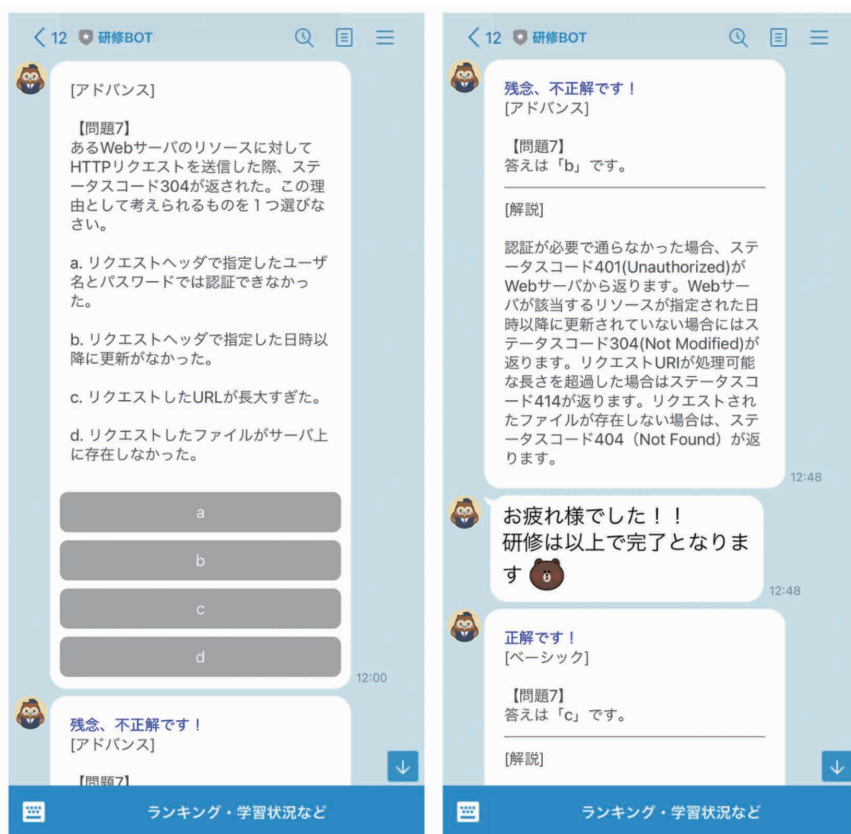 12 研修BOT
[アドバンス]
【問題7】
あるWebサーバのリソースに対して
HTTPリクエストを送信した際、ステ
ータスコード304が返された。この理
由として考えられるものを１つ選びな
さい。
a. リクエストヘッダで指定したユーザ
名とパスワードでは認証できなかっ
た。
b. リクエストヘッダで指定した日時以
降に更新がなかった。
c. リクエストしたURLが長大すぎた。
d. リクエストしたファイルがサーバ上
に存在しなかった。
a
b
c
d
12:00
残念、不正解です！
[アドバンス]
【問題7】
ランキング・学習状況など
12 研修BOT
残念、不正解です！
[アドバンス]
【問題7】
答えは「b」です。
[解説]
認証が必要で通らなかった場合、ステ
ータスコード401(Unauthorized)が
Webサーバから返ります。Webサー
バが該当するリソースが指定された日
時以降に更新されていない場合にはス
テータスコード304(Not Modified)が
返ります。リクエストURIが処理可能
な長さを超過した場合はステータスコ
ード414が返ります。リクエストされ
たファイルが存在しない場合は、ステ
ータスコード404（Not Found）が返
ります。
12:48
お疲れ様でした！！
研修は以上で完了となりま
す
12:48
正解です！
[ベーシック]
【問題7】
答えは「c」です。
[解説]
ランキング・学習状況など